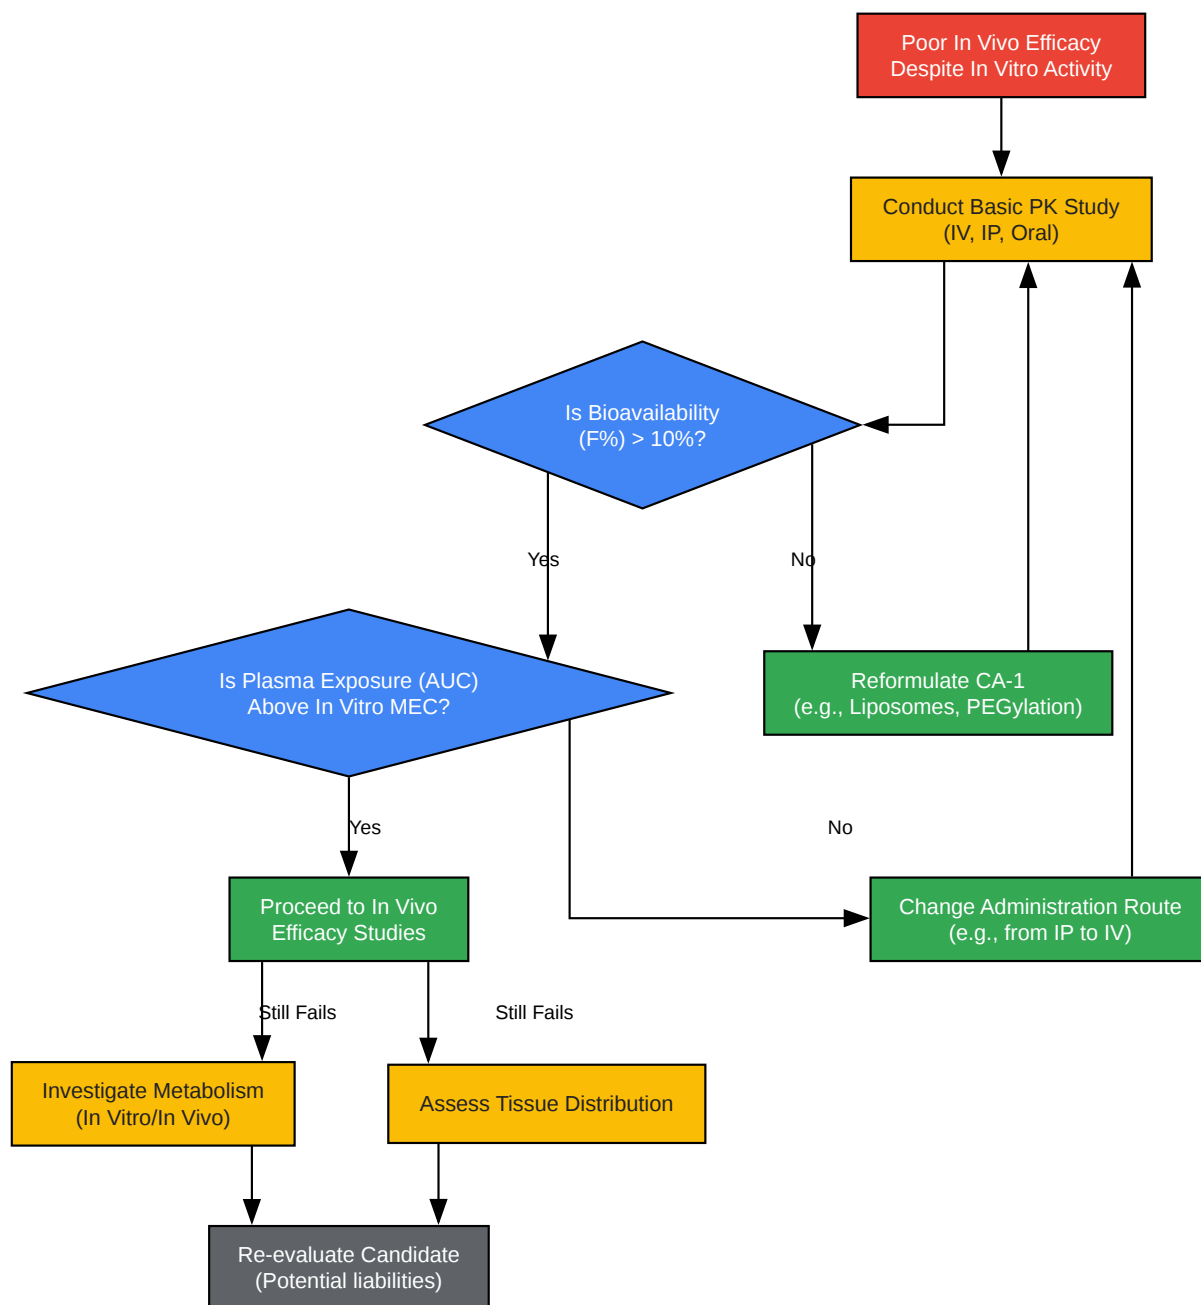 Poor In Vivo Efficacy
Despite In Vitro Activity
Conduct Basic PK Study
(IV, IP, Oral)
Is Bioavailability
(F%) > 10%?
Yes
No
Is Plasma Exposure (AUC)
Above In Vitro MEC?
Reformulate CA-1
(e.g., Liposomes, PEGylation)
Yes
No
Proceed to In Vivo
Efficacy Studies
Change Administration Route
(e.g., from IP to IV)
Still Fails
Still Fails
Investigate Metabolism
(In Vitro/In Vivo)
Assess Tissue Distribution
Re-evaluate Candidate
(Potential liabilities)